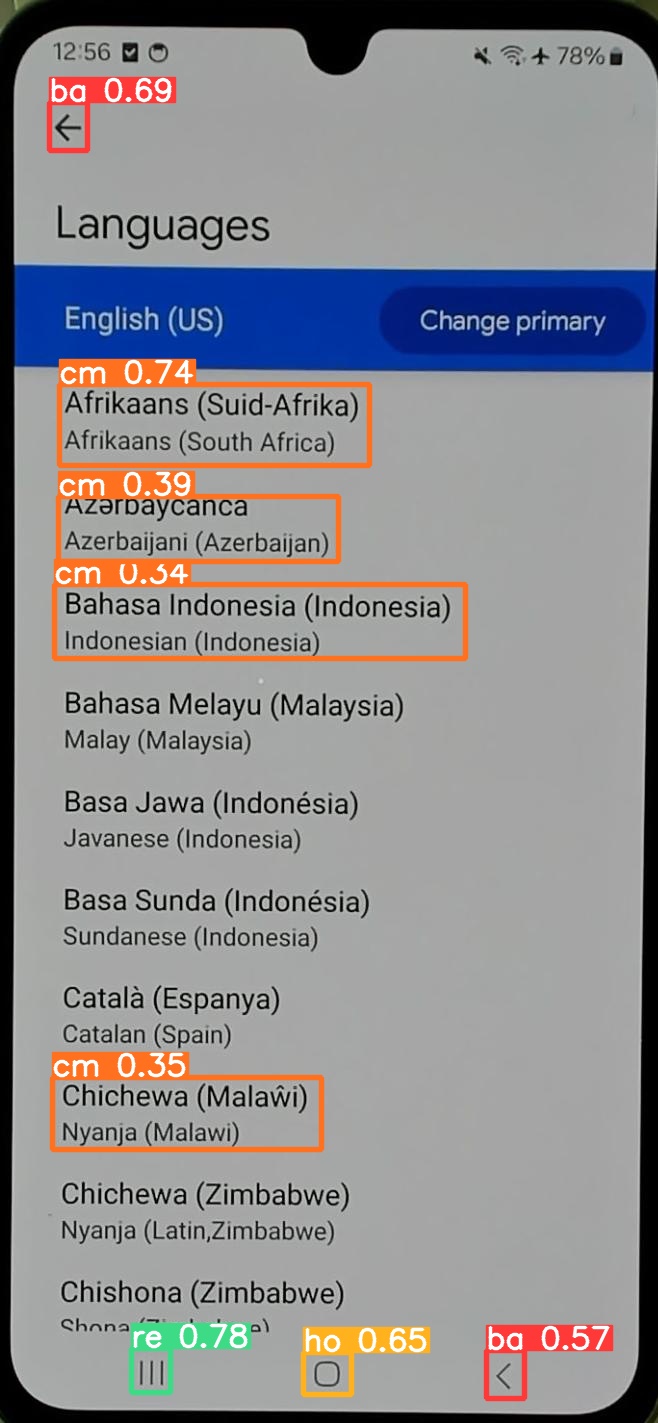 12:56 78%
ba 0.69
Languages
English (US) Change primary
cm 0.74
Afrikaans (Suid-Afrika)
Afrikaans (South Africa)
cm 0.39
Azərbaycanca
Azerbaijani (Azerbaijan)
cm 0.34
Bahasa Indonesia (Indonesia)
Indonesian (Indonesia)
Bahasa Melayu (Malaysia)
Malay (Malaysia)
Basa Jawa (Indonésia)
Javanese (Indonesia)
Basa Sunda (Indonésia)
Sundanese (Indonesia)
Català (Espanya)
Catalan (Spain)
cm 0.35
Chichewa (Malaŵi)
Nyanja (Malawi)
Chichewa (Zimbabwe)
Nyanja (Latin,Zimbabwe)
Chishona (Zimbabwe)
Shona
re 0.78
ho 0.65
ba 0.57